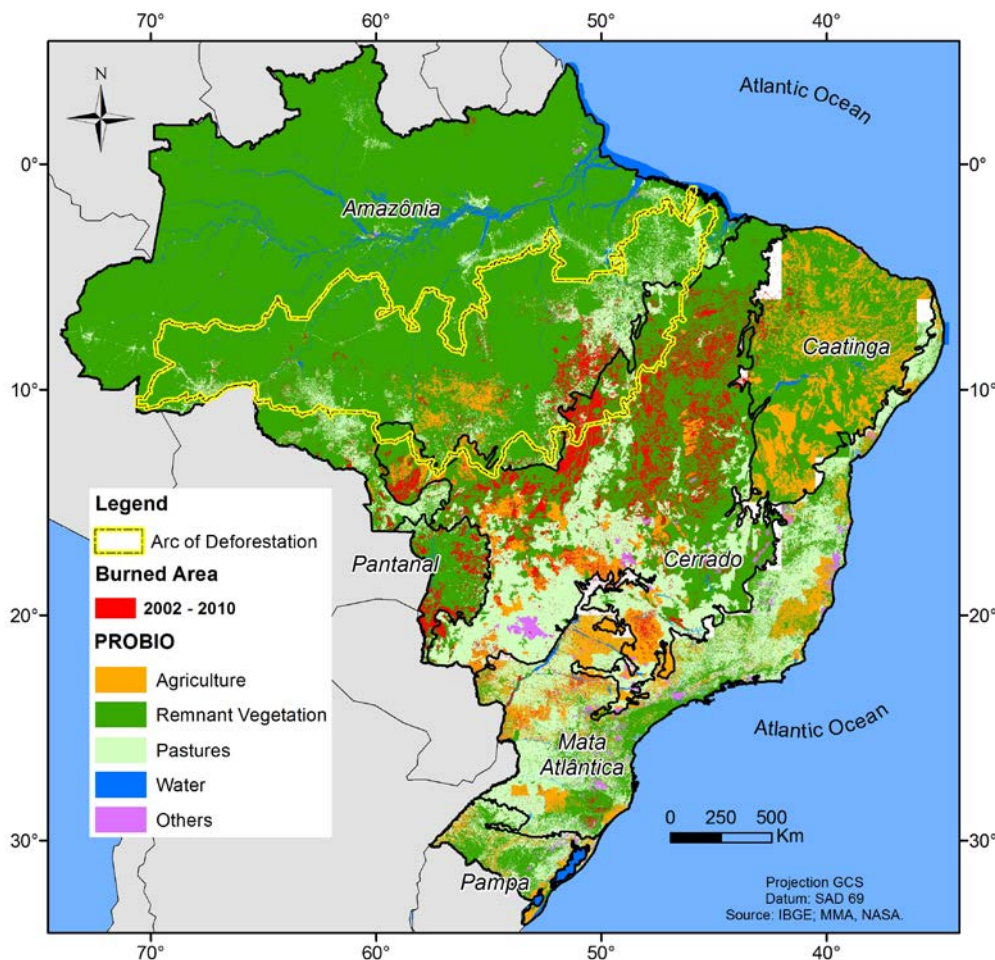 70°
60°
50°
40°
N
Atlantic Ocean
0°
0°
Amazônia
Caatinga
10°
10°
Legend
Arc of Deforestation
Burned Area
2002 - 2010
PROBIO
Agriculture
Remnant Vegetation
Pastures
Water
Others
Pantanal
Cerrado
20°
20°
Atlantic Ocean
Mata
Atlântica
0 250 500
Km
30°
30°
Pampa
Projection GCS
Datum: SAD 69
Source: IBGE; MMA, NASA.
70°
60°
50°
40°